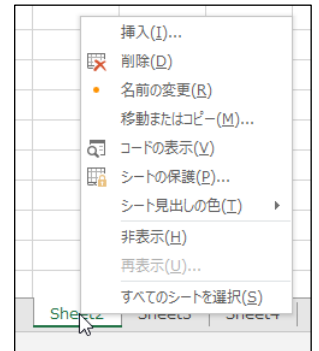 挿入(I)...
削除(D)
名前の変更(R)
移動またはコピー(M)...
コードの表示(V)
シートの保護(P)...
シート見出しの色(T)
非表示(H)
再表示(U)...
すべてのシートを選択(S)
Sheet2 Sheet3 Sheet4